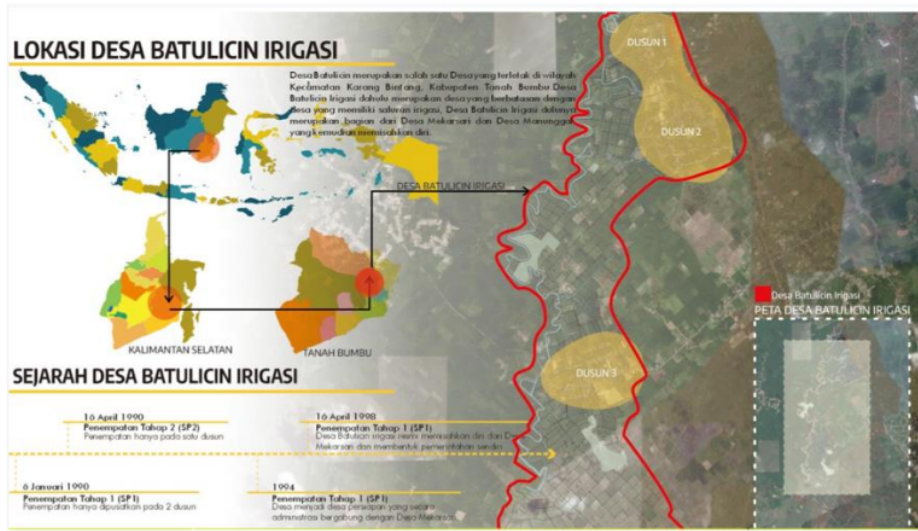 LOKASI DESA BATULICIN IRIGASI
Desa Batulicin merupakan salah satu Desa yang terletak di wilayah
Kecamatan Karang Bintang, Kabupaten Tanah Bumbu Desa
Batulicin Irigasi dahulu merupakan desa yang berbatasan dengan
desa yang memiliki saluran irigasi, Desa Batulicin Irigasi dulunya
merupakan bagian dari Desa Mekarsari dan Desa Manunggal
yang kemudian memisahkan diri.
DUSUN 1
DUSUN 2
DESA BATULICIN IRIGASI
KALIMANTAN SELATAN
TANAH BUMBU
DUSUN 3
Desa Batulicin Irigasi
PETA DESA BATULICIN IRIGASI
SEJARAH DESA BATULICIN IRIGASI
16 April 1990
Penempatan Tahap 2 (SP2)
Penempatan hanya pada satu dusun
16 April 1998
Penempatan Tahap 1 (SP1)
Desa Batulicin irigasi resmi memisahkan diri dari Desa
Mekarsari dan membentuk pemerintahan sendiri
6 Januari 1990
Penempatan Tahap 1 (SP1)
Penempatan hanya dipusatkan pada 2 dusun
1994
Penempatan Tahap 1 (SP1)
Desa menjadi desa persiapan yang secara
administrasi bergabung dengan Desa Mekarsari